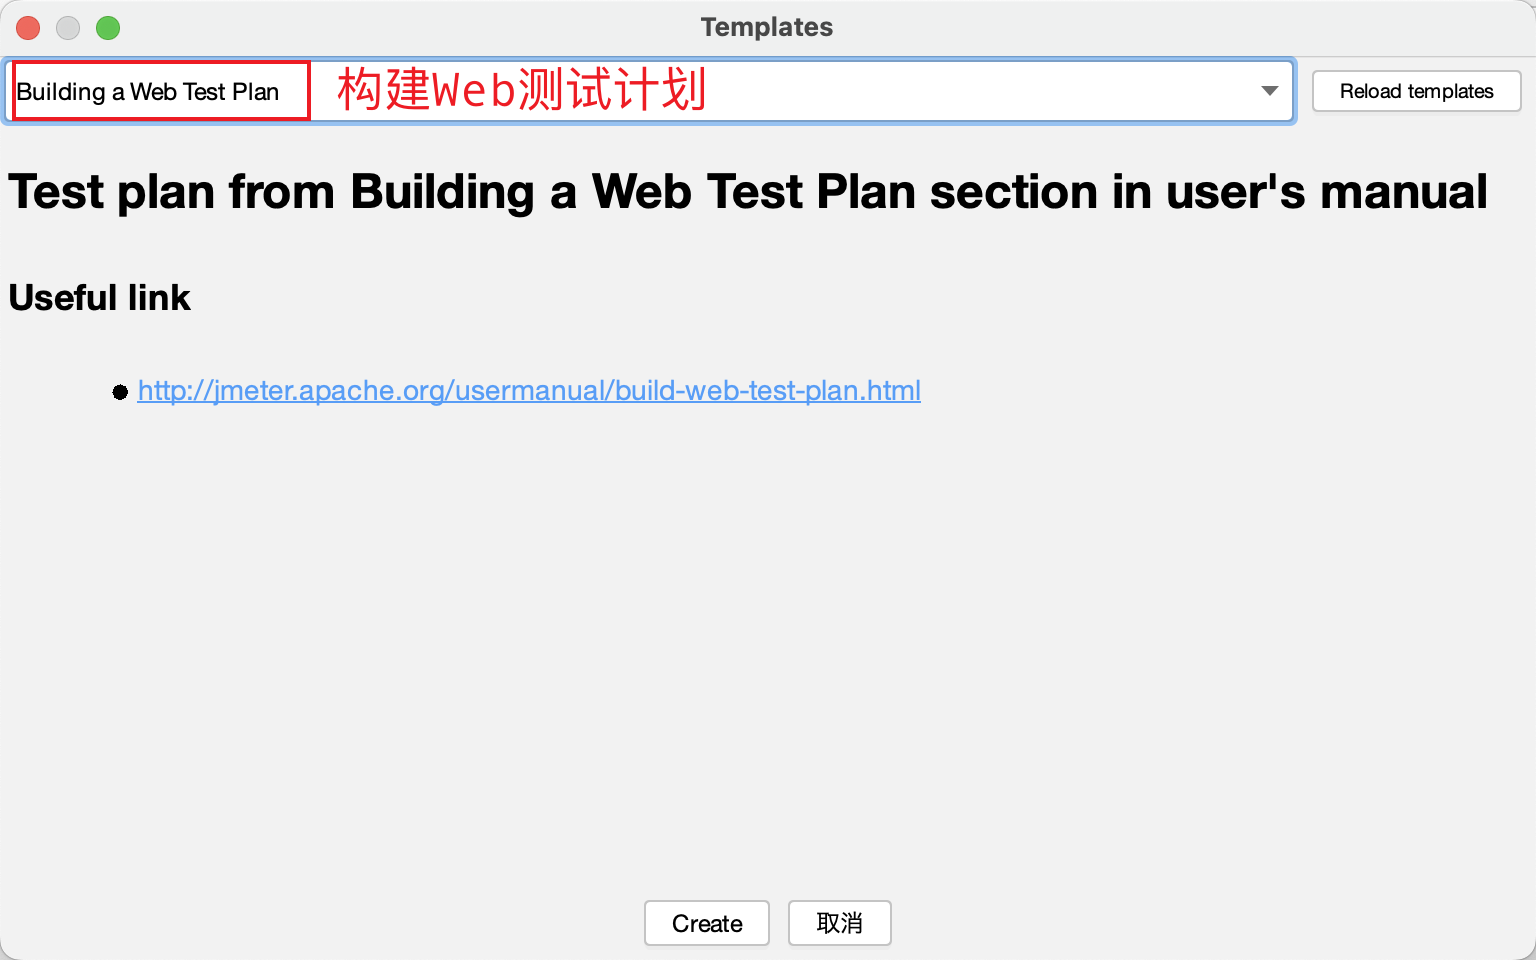 Templates
Building a Web Test Plan 构建Web测试计划 Reload templates
Test plan from Building a Web Test Plan section in user's manual
Useful link
http://jmeter.apache.org/usermanual/build-web-test-plan.html
Create 取消